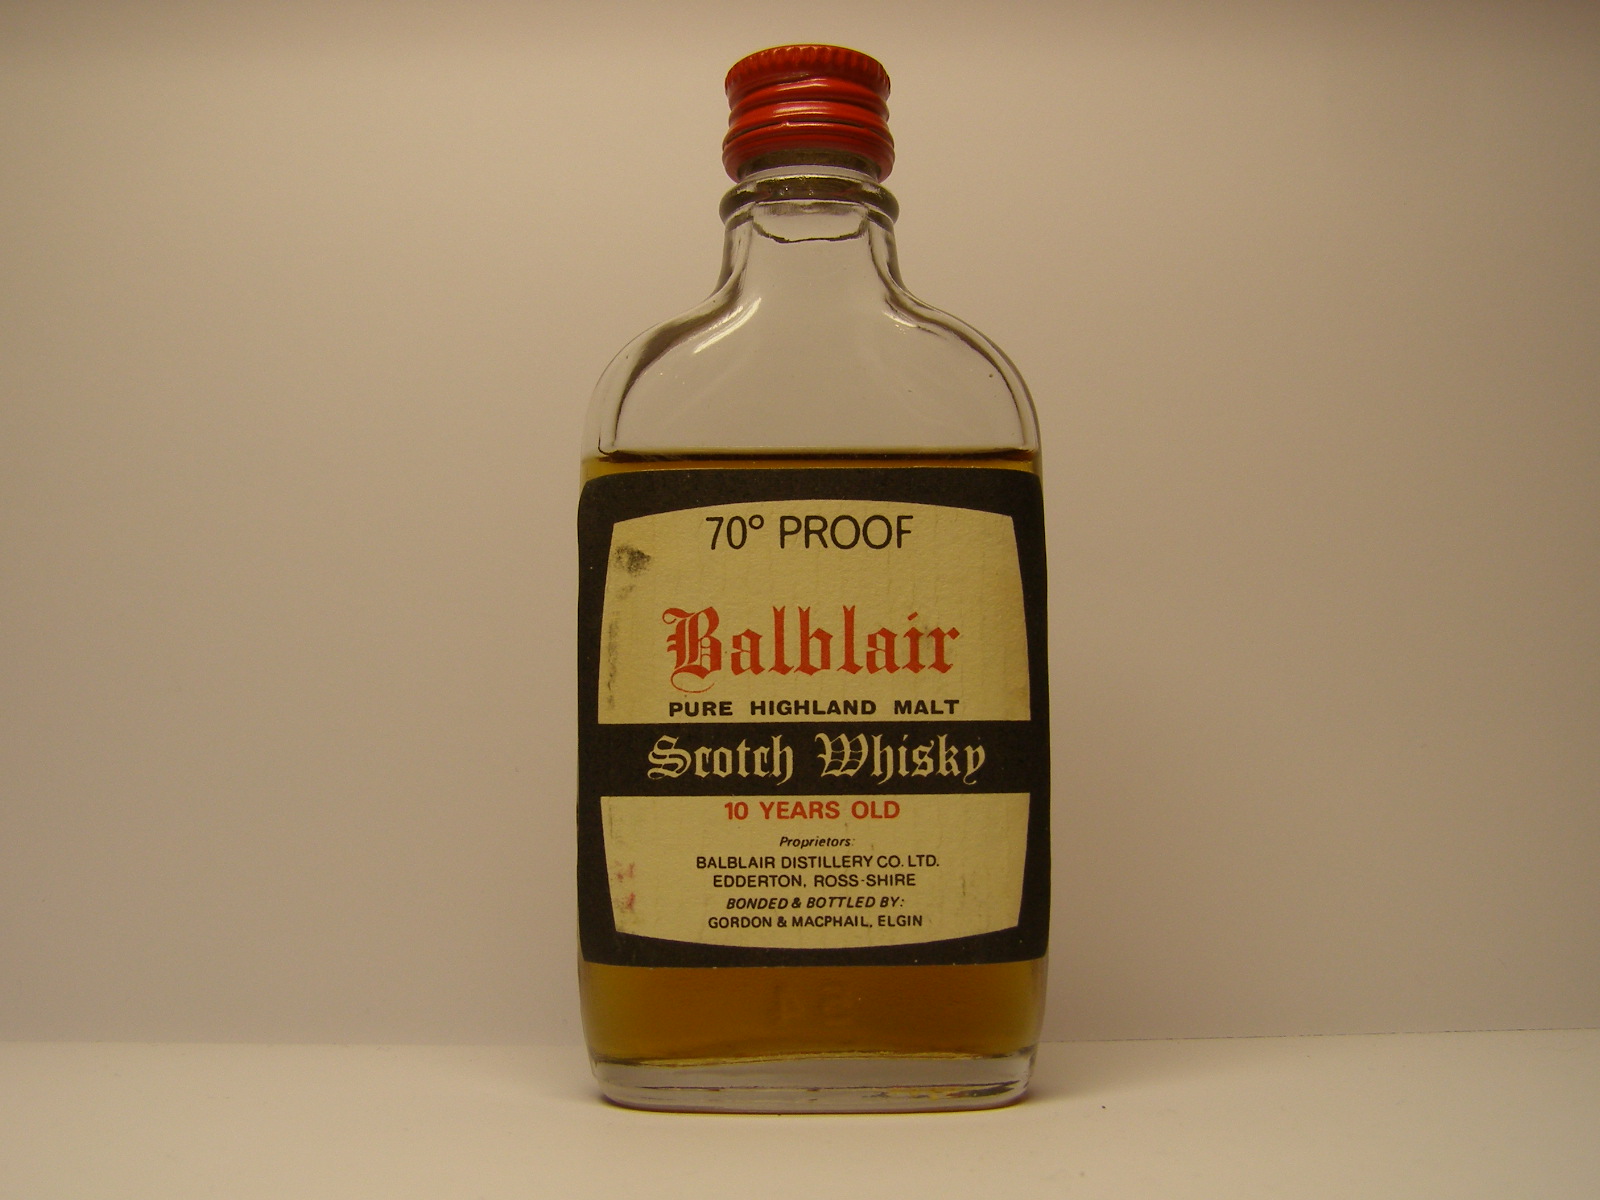 70° PROOF
Balblair
PURE HIGHLAND MALT
Scotch Whisky
10 YEARS OLD
Proprietors:
BALBLAIR DISTILLERY CO. LTD.
EDDERTON, ROSS-SHIRE
BONDED & BOTTLED BY:
GORDON & MACPHAIL, ELGIN